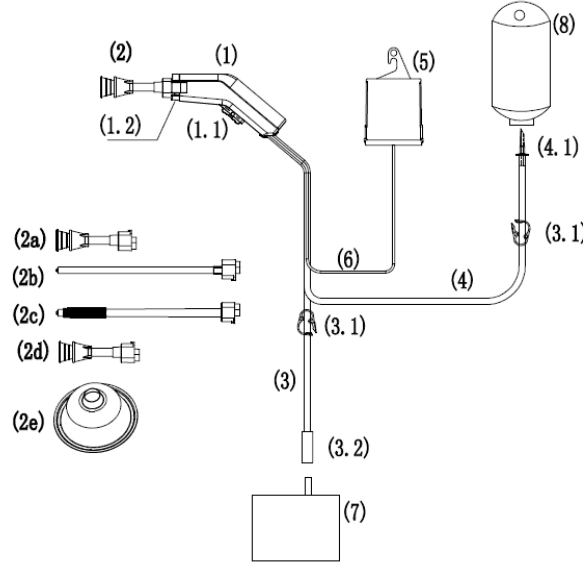 (2)
(1)
(5)
(8)
(1.2)
(1.1)
(4.1)
(3.1)
(2a)
(2b)
(6)
(4)
(2c)
(3.1)
(2d)
(3)
(2e)
(3.2)
(7)